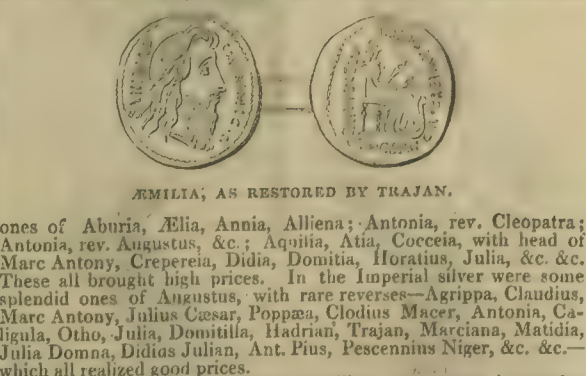 ÆMILIA, AS RESTORED BY TRAJAN.
ones of Aburia, Ælia, Annia, Alliena; Antonia, rev. Cleopatra;
Antonia, rev. Augustus, &c.; Aquilia, Atia, Cocceia, with head of
Marc Antony, Crepereia, Didia, Domitia, Horatius, Julia, &c. &c.
These all brought high prices. In the Imperial silver were some
splendid ones of Augustus, with rare reverses—Agrippa, Claudius,
Marc Antony, Julius Cæsar, Poppæa, Clodius Macer, Antonia, Ca-
ligula, Otho, Julia, Domitilla, Hadrian, Trajan, Marciana, Matidia,
Julia Domna, Didius Julian, Ant. Pius, Pescennius Niger, &c. &c.—
which all realized good prices.